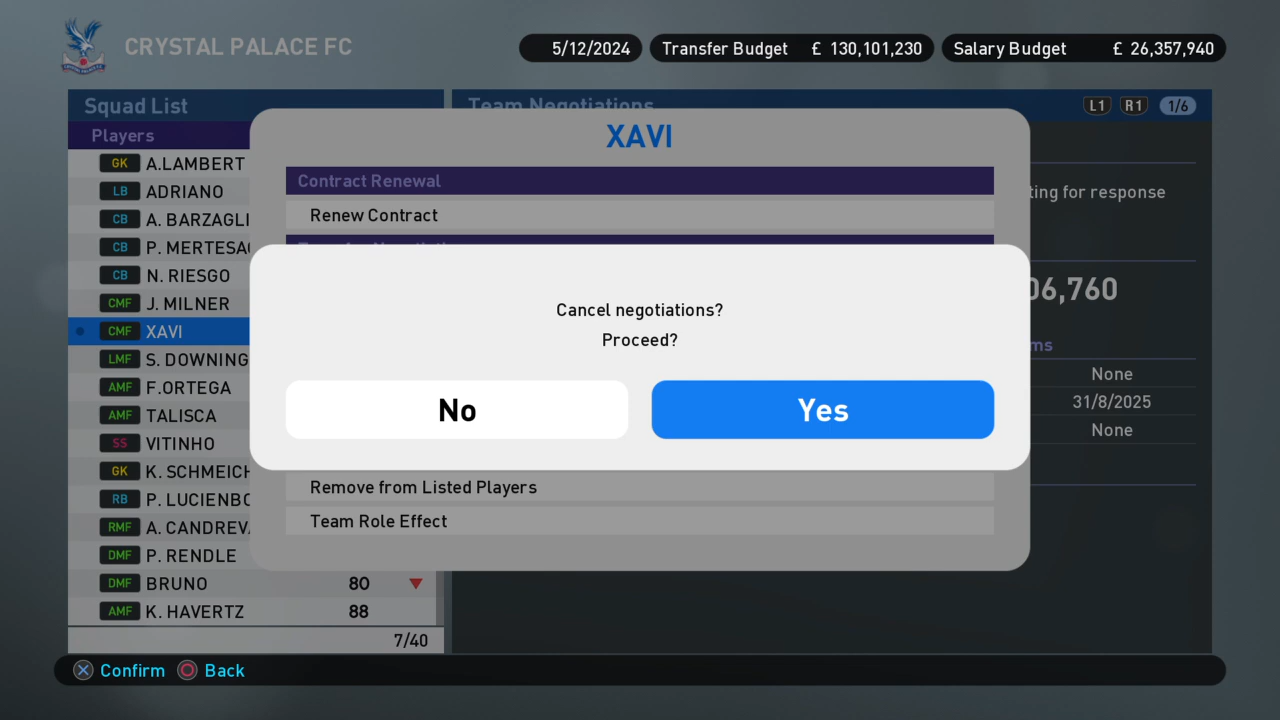 CRYSTAL PALACE FC
5/12/2024
Transfer Budget £ 130,101,230
Salary Budget £ 26,357,940
Squad List
Players
GK A.LAMBERT
LB ADRIANO
CB A. BARZAGLI
CB P. MERTESA
CB N. RIESGO
CMF J. MILNER
CMF XAVI
LMF S. DOWNING
AMF F.ORTEGA
AMF TALISCA
SS VITINHO
GK K. SCHMEICH
RB P. LUCIENBO
RMF A. CANDREVA
DMF P. RENDLE
DMF BRUNO 80
AMF K. HAVERTZ 88
7/40
Team Negotiations
L1 R1 1/6
ting for response
06,760
ms
None
31/8/2025
None
XAVI
Contract Renewal
Renew Contract
Cancel negotiations?
Proceed?
No Yes
Remove from Listed Players
Team Role Effect
Confirm Back